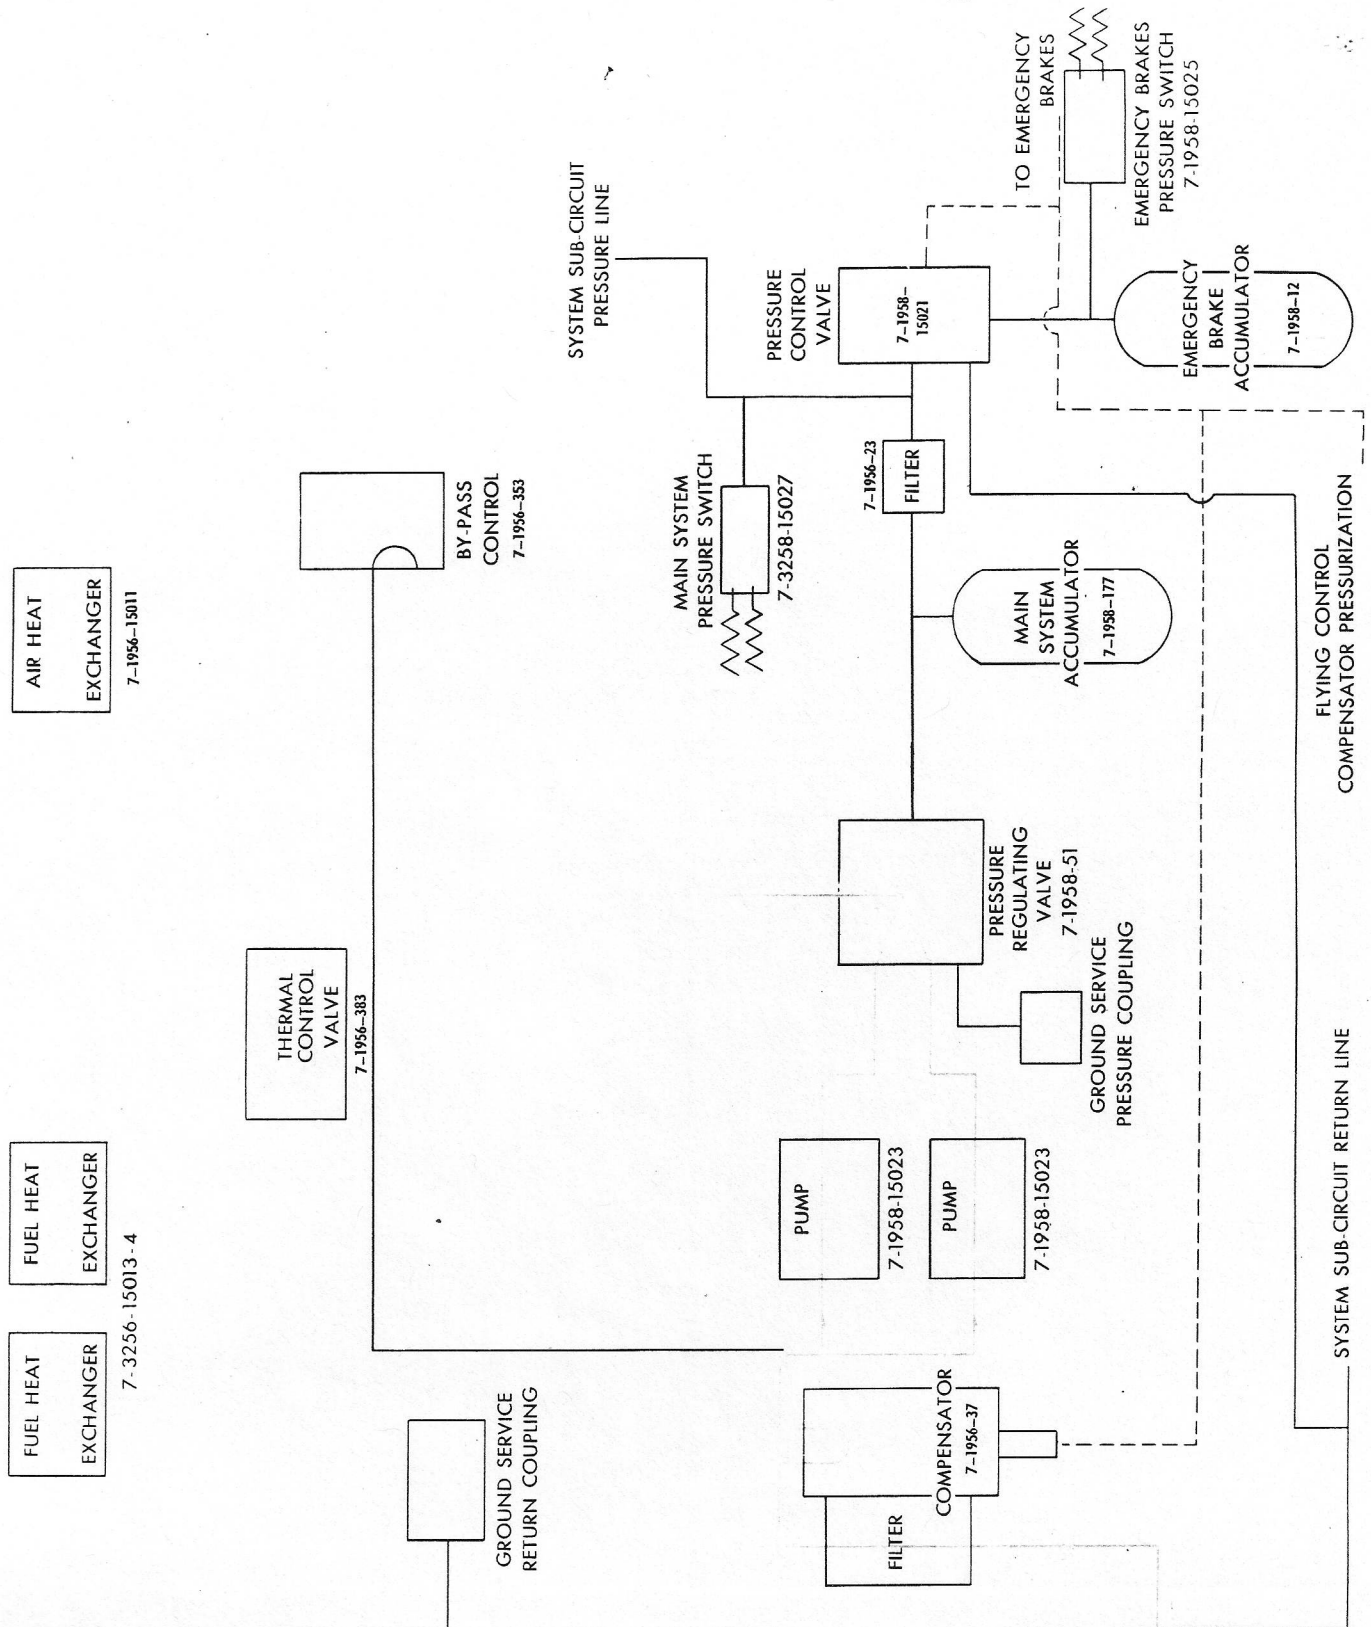 FUEL HEAT
EXCHANGER
FUEL HEAT
EXCHANGER
7-3256-15013-4
AIR HEAT
EXCHANGER
7-1956-15011
THERMAL
CONTROL
VALVE
7-1956-383
BY-PASS
CONTROL
7-1956-353
GROUND SERVICE
RETURN COUPLING
SYSTEM SUB-CIRCUIT
PRESSURE LINE
MAIN SYSTEM
PRESSURE SWITCH
7-3258-15027
PRESSURE
CONTROL
VALVE
7-1958-
15021
7-1956-23
FILTER
PUMP
7-1958-15023
PUMP
7-1958-15023
PRESSURE
REGULATING
VALVE
7-1958-51
GROUND SERVICE
PRESSURE COUPLING
MAIN
SYSTEM
ACCUMULATOR
7-1958-177
TO EMERGENCY
BRAKES
EMERGENCY BRAKES
PRESSURE SWITCH
7-1958-15025
EMERGENCY
BRAKE
ACCUMULATOR
7-1958-12
FILTER
COMPENSATOR
7-1956-37
FLYING CONTROL
COMPENSATOR PRESSURIZATION
SYSTEM SUB-CIRCUIT RETURN LINE